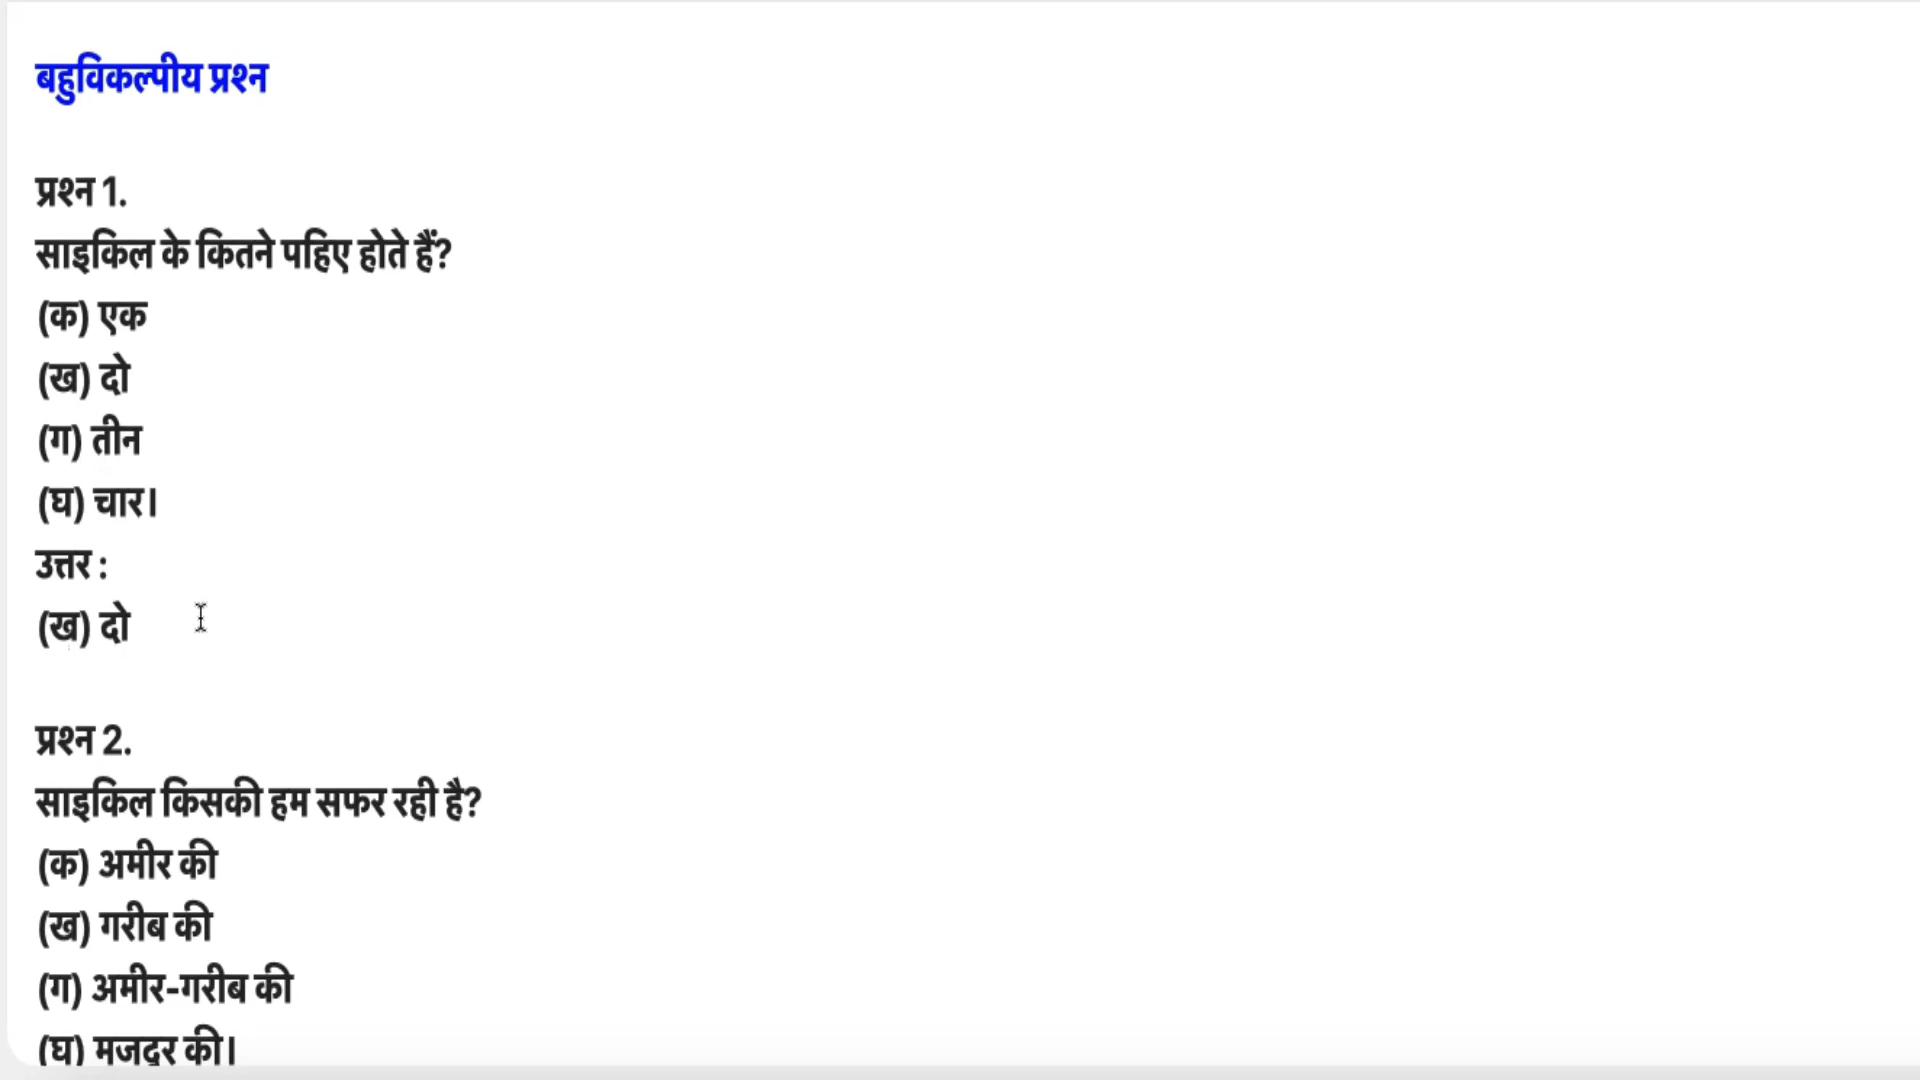 बहुविकल्पीय प्रश्न
प्रश्न 1.
साइकिल के कितने पहिए होते हैं?
(क) एक
(ख) दो
(ग) तीन
(घ) चार।
उत्तर :
(ख) दो
प्रश्न 2.
साइकिल किसकी हम सफर रही है?
(क) अमीर की
(ख) गरीब की
(ग) अमीर-गरीब की
(घ) मजदूर की।